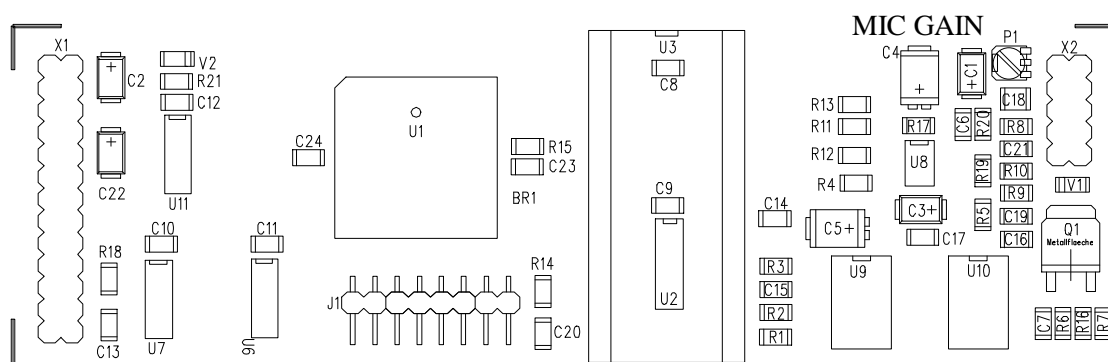 MIC GAIN
X1
C2
V2
R21
C12
C22
U11
C10
C11
R18
C13
U7
U6
C24
U1
R15
C23
BR1
J1
R14
C20
U3
C8
C9
U2
C14
R3
C15
R2
R1
R13
R11
R12
R4
C4
+
R17
U8
C3+
C5+
C17
U9
U10
+C1
P1
C6
R20
R19
R5
C18
R8
C21
R10
R9
C19
C16
X2
V1
Q1
Metallflaeche
C7
R6
R16
R7